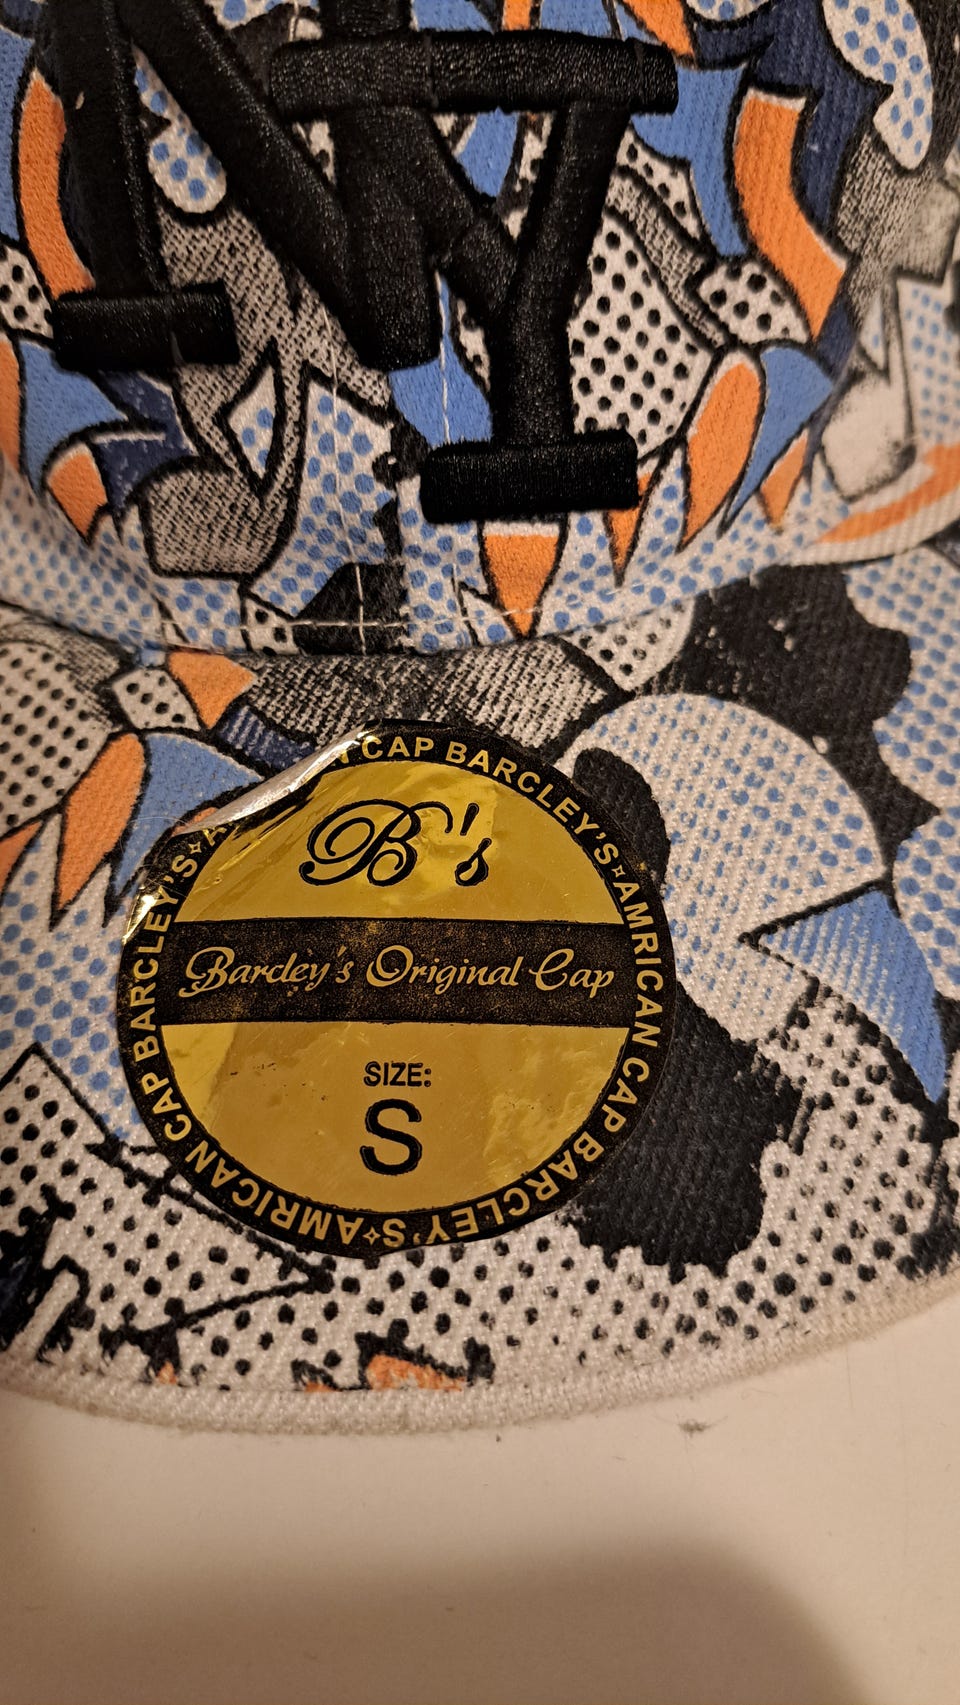 NY
CAP BARCLEY'S✧AMRICAN CAP BARCLEY'S✧AMRICAN CAP BARCLEY'S✧A
B's
Barcley's Original Cap
SIZE:
S